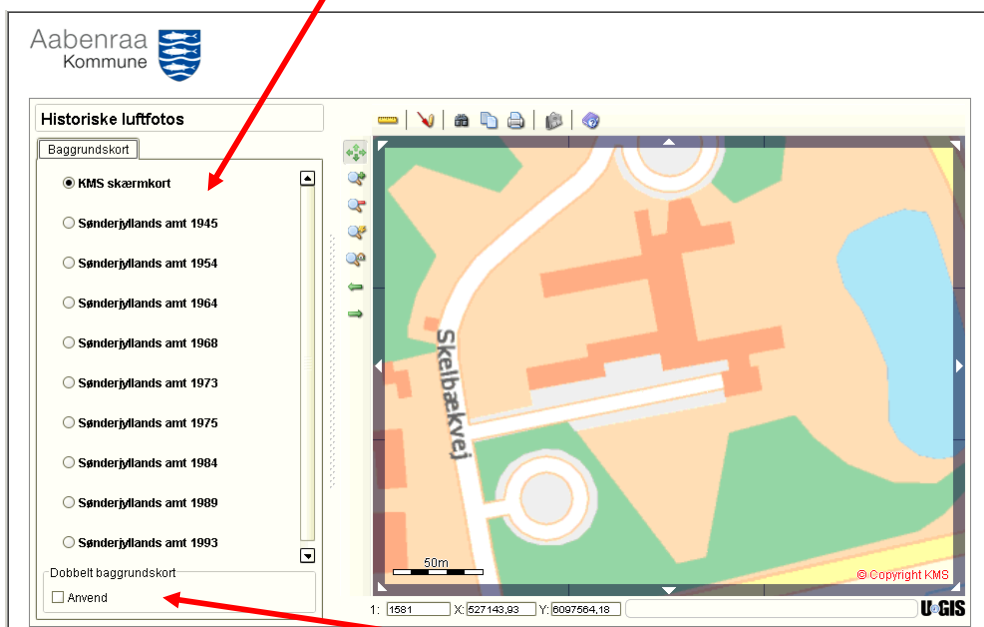 Aabenraa
Kommune
Historiske luftfotos
Baggrundskort
KMS skærmkort
Sønderjyllands amt 1945
Sønderjyllands amt 1954
Sønderjyllands amt 1964
Sønderjyllands amt 1968
Sønderjyllands amt 1973
Sønderjyllands amt 1975
Sønderjyllands amt 1984
Sønderjyllands amt 1989
Sønderjyllands amt 1993
Dobbelt baggrundskort
Anvend
Skelbækvej
50m
© Copyright KMS
1: 1581 X: 527143,93 Y: 6097564,18
UGIS